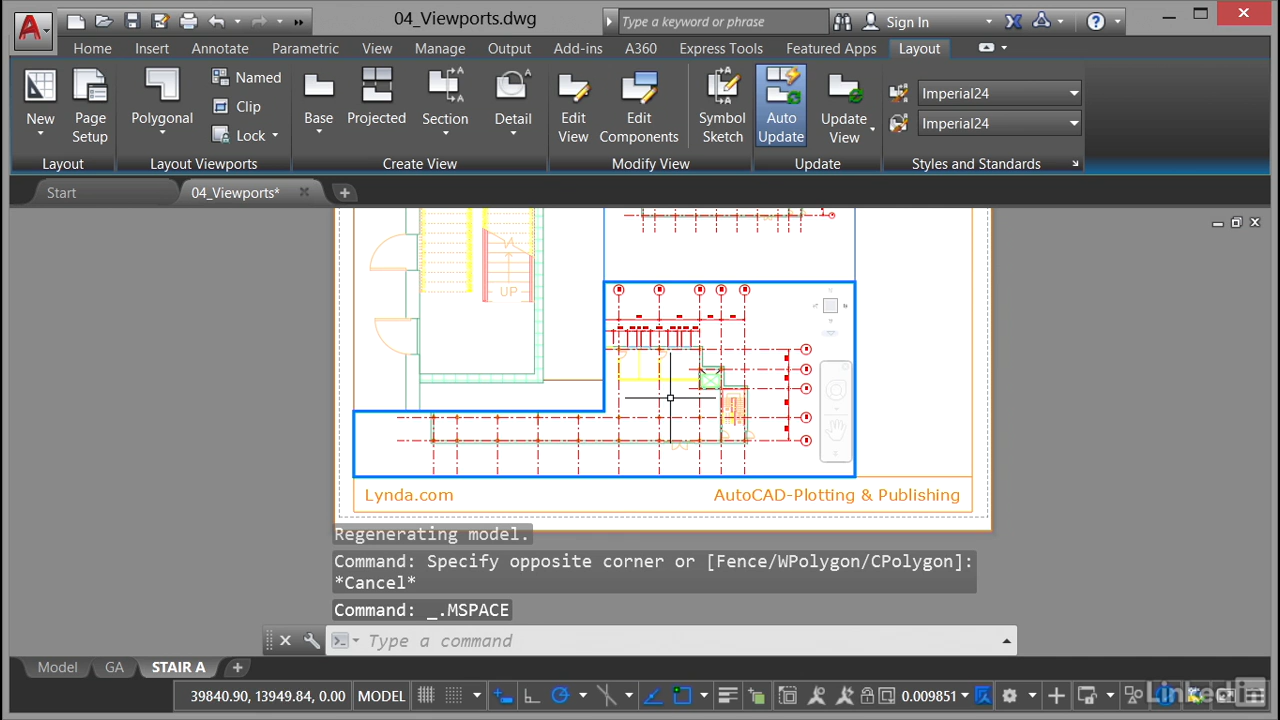 04_Viewports.dwg
Type a keyword or phrase
Sign In
Home Insert Annotate Parametric View Manage Output Add-ins A360 Express Tools Featured Apps Layout
New
Page Setup
Layout
Polygonal
Named
Clip
Lock
Layout Viewports
Base
Projected
Section
Detail
Create View
Edit View
Edit Components
Symbol Sketch
Modify View
Auto Update
Update View
Update
Imperial24
Imperial24
Styles and Standards
Start
04_Viewports*
UP
Lynda.com
AutoCAD-Plotting & Publishing
Regenerating model.
Command: Specify opposite corner or [Fence/WPolygon/CPolygon]:
*Cancel*
Command: _.MSPACE
Type a command
Model GA STAIR A
39840.90, 13949.84, 0.00 MODEL 0.009851
LinkedIn